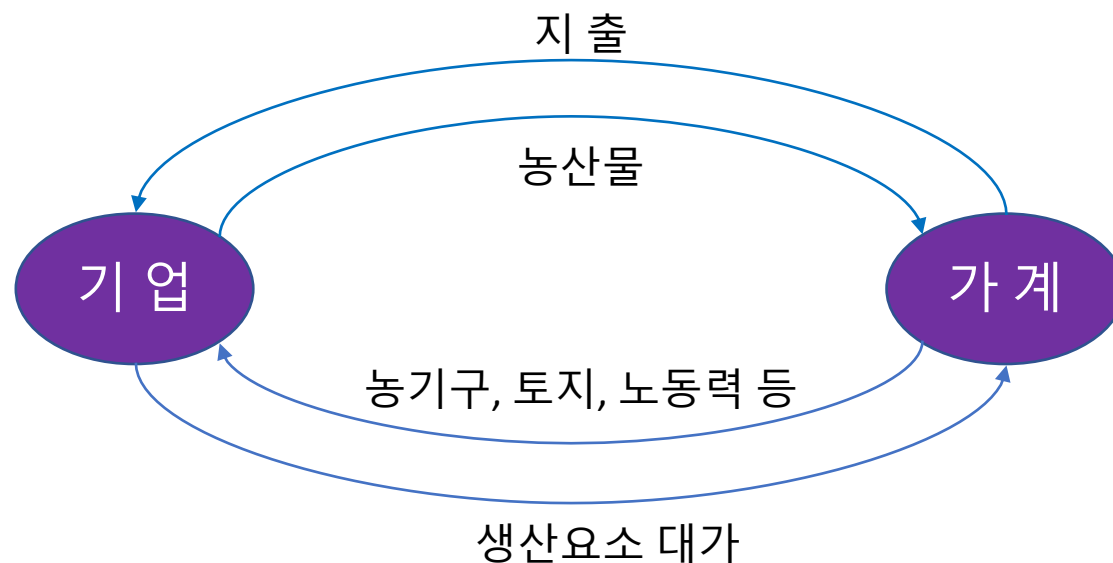 지 출
농산물
기 업
가 계
농기구, 토지, 노동력 등
생산요소 대가